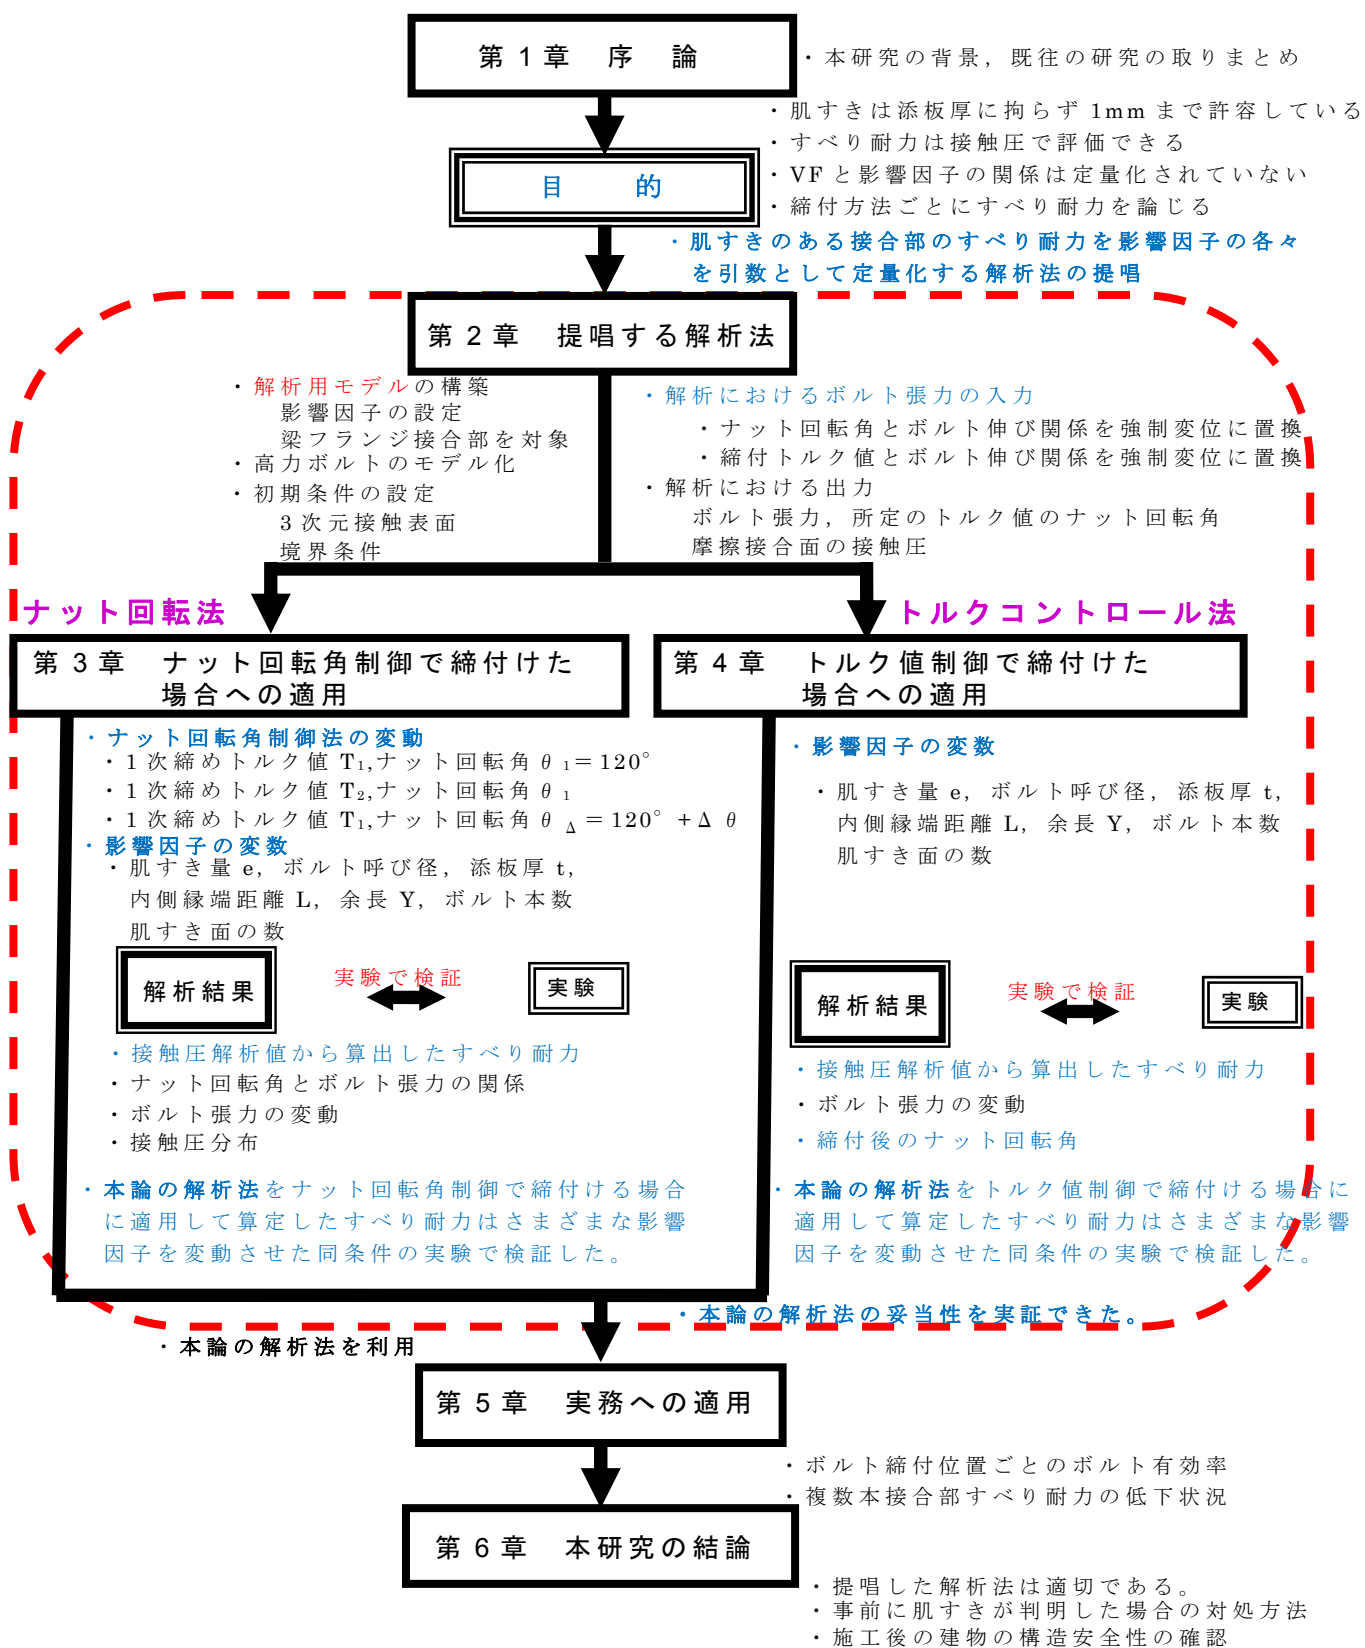 第1章 序 論
・本研究の背景，既往の研究の取りまとめ
・肌すきは添板厚に拘らず 1mm まで許容している
・すべり耐力は接触圧で評価できる
・VF と影響因子の関係は定量化されていない
・締付方法ごとにすべり耐力を論じる
目 的
・肌すきのある接合部のすべり耐力を影響因子の各々
を引数として定量化する解析法の提唱
第2章 提唱する解析法
・解析用モデルの構築
影響因子の設定
梁フランジ接合部を対象
・高力ボルトのモデル化
・初期条件の設定
3 次元接触表面
境界条件
・解析におけるボルト張力の入力
・ナット回転角とボルト伸び関係を強制変位に置換
・締付トルク値とボルト伸び関係を強制変位に置換
・解析における出力
ボルト張力，所定のトルク値のナット回転角
摩擦接合面の接触圧
ナット回転法
トルクコントロール法
第3章 ナット回転角制御で締付けた
場合への適用
・ナット回転角制御法の変動
・1 次締めトルク値 T₁,ナット回転角 θ ₁＝120°
・1 次締めトルク値 T₂,ナット回転角 θ ₁
・1 次締めトルク値 T₁,ナット回転角 θ Δ＝120° +Δ θ
・影響因子の変数
・肌すき量 e，ボルト呼び径，添板厚 t，
内側縁端距離 L，余長 Y，ボルト本数
肌すき面の数
解析結果
実験で検証
実験
・接触圧解析値から算出したすべり耐力
・ナット回転角とボルト張力の関係
・ボルト張力の変動
・接触圧分布
・本論の解析法をナット回転角制御で締付ける場合
に適用して算定したすべり耐力はさまざまな影響
因子を変動させた同条件の実験で検証した。
第4章 トルク値制御で締付けた
場合への適用
・影響因子の変数
・肌すき量 e，ボルト呼び径，添板厚 t，
内側縁端距離 L，余長 Y，ボルト本数
肌すき面の数
解析結果
実験で検証
実験
・接触圧解析値から算出したすべり耐力
・ボルト張力の変動
・締付後のナット回転角
・本論の解析法をトルク値制御で締付ける場合に
適用して算定したすべり耐力はさまざまな影響
因子を変動させた同条件の実験で検証した。
・本論の解析法の妥当性を実証できた。
・本論の解析法を利用
第5章 実務への適用
・ボルト締付位置ごとのボルト有効率
・複数本接合部すべり耐力の低下状況
第6章 本研究の結論
・提唱した解析法は適切である。
・事前に肌すきが判明した場合の対処方法
・施工後の建物の構造安全性の確認